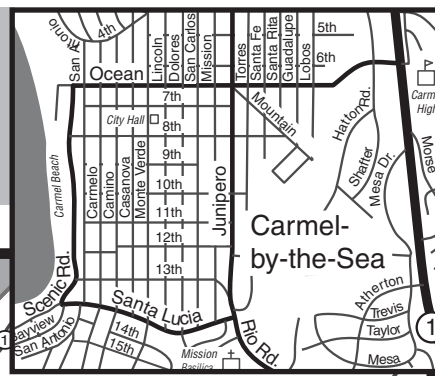 San Antonio
4th
Lincoln
Dolores
San Carlos
Mission
Torres
Santa Fe
Santa Rita
Guadalupe
Lobos
5th
6th
Ocean
7th
City Hall
8th
Mountain
Hatton Rd.
Shafter
Mesa Dr.
Carm
High
Morse
Carmel Beach
Carmelo
Camino
Casanova
Monte Verde
9th
10th
11th
12th
13th
Junipero
Carmel-
by-the-Sea
Scenic Rd.
Santa Lucia
Rio Rd.
Bayview
San Antonio
14th
15th
Mission
Basilica
Atherton
Trevis
Taylor
Mesa
1
1